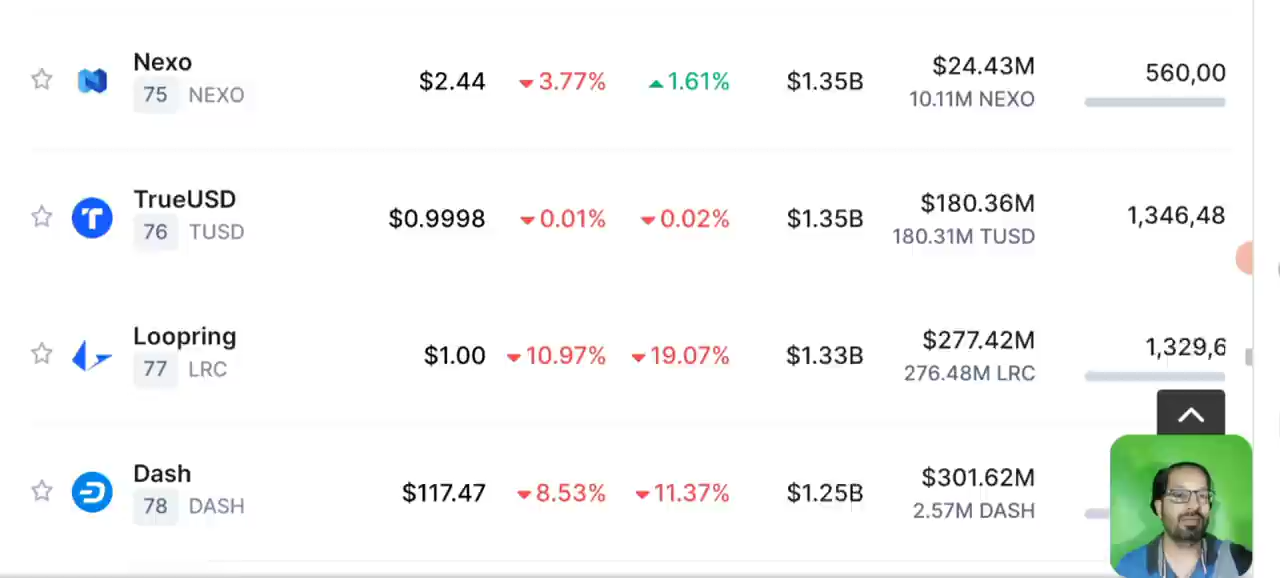 Nexo
75 NEXO
$2.44 3.77% 1.61% $1.35B
$24.43M
10.11M NEXO
560,00
TrueUSD
76 TUSD
$0.9998 0.01% 0.02% $1.35B
$180.36M
180.31M TUSD
1,346,48
Loopring
77 LRC
$1.00 10.97% 19.07% $1.33B
$277.42M
276.48M LRC
1,329,6
Dash
78 DASH
$117.47 8.53% 11.37% $1.25B
$301.62M
2.57M DASH